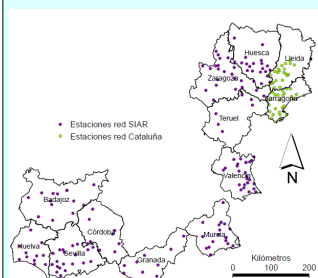 Huesca
Lleida
Zaragoza
Tarragona
Estaciones red SIAR
Estaciones red Cataluña
Teruel
N
Valencia
Badajoz
Córdoba
Huelva
Sevilla
Murcia
Granada
Kilómetros
0 100 200